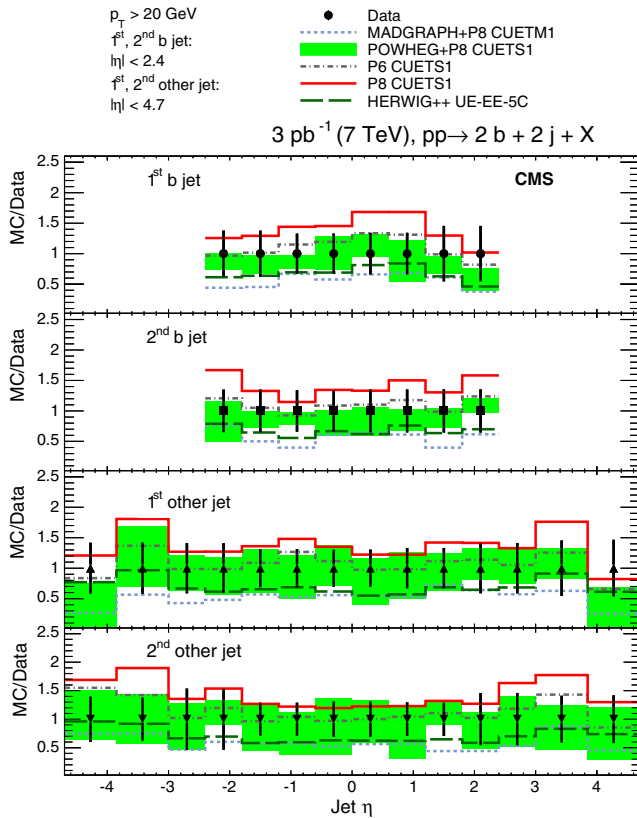 p_T > 20 GeV
1st, 2nd b jet:
|η| < 2.4
1st, 2nd other jet:
|η| < 4.7
Data
MADGRAPH+P8 CUETM1
POWHEG+P8 CUETS1
P6 CUETS1
P8 CUETS1
HERWIG++ UE-EE-5C
3 pb⁻¹ (7 TeV), pp→ 2 b + 2 j + X
MC/Data
2.5
2
1.5
1
0.5
1st b jet
CMS
MC/Data
2.5
2
1.5
1
0.5
2nd b jet
MC/Data
2.5
2
1.5
1
0.5
1st other jet
MC/Data
2.5
2
1.5
1
0.5
2nd other jet
-4 -3 -2 -1 0 1 2 3 4
Jet η